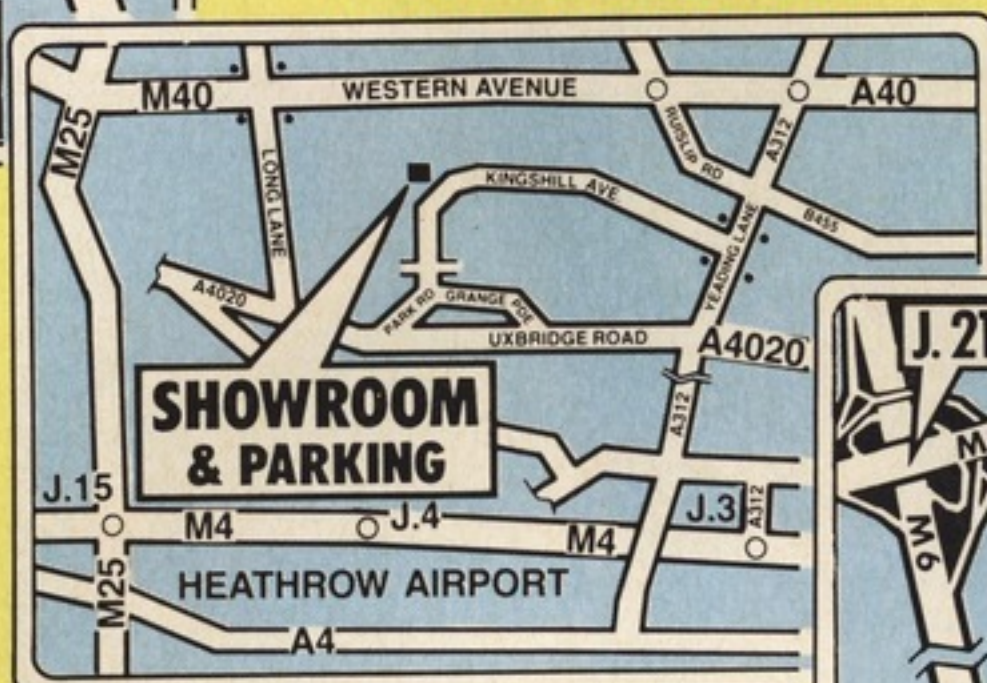 M40
WESTERN AVENUE
A40
M25
LONG LANE
RUISLIP RD
A312
KINGSHILL AVE.
B455
YEADING LANE
A4020
PARK RD
GRANGE
UXBRIDGE ROAD
A4020
J. 21
SHOWROOM
& PARKING
A312
M
J.15
M4
J.4
M4
J.3
A312
M6
M25
HEATHROW AIRPORT
A4